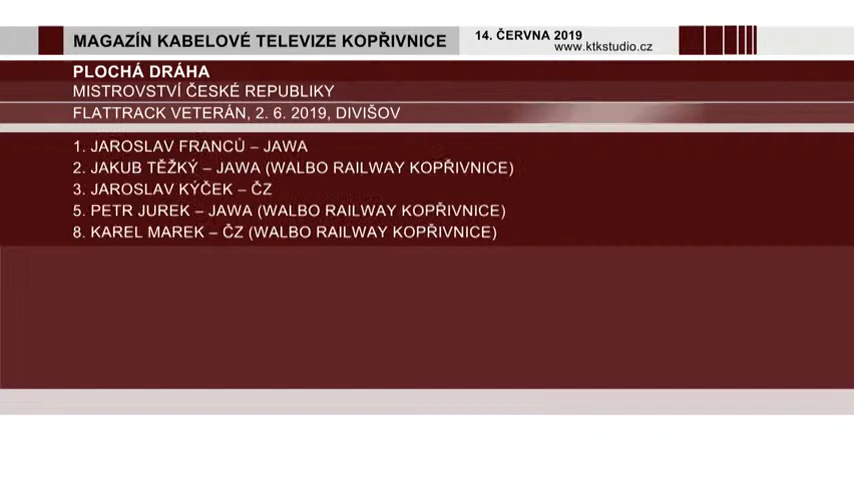 MAGAZÍN KABELOVÉ TELEVIZE KOPŘIVNICE
14. ČERVNA 2019
www.ktkstudio.cz
PLOCHÁ DRÁHA
MISTROVSTVÍ ČESKÉ REPUBLIKY
FLATTRACK VETERÁN, 2. 6. 2019, DIVIŠOV
1. JAROSLAV FRANCŮ – JAWA
2. JAKUB TĚŽKÝ – JAWA (WALBO RAILWAY KOPŘIVNICE)
3. JAROSLAV KÝČEK – ČZ
5. PETR JUREK – JAWA (WALBO RAILWAY KOPŘIVNICE)
8. KAREL MAREK – ČZ (WALBO RAILWAY KOPŘIVNICE)